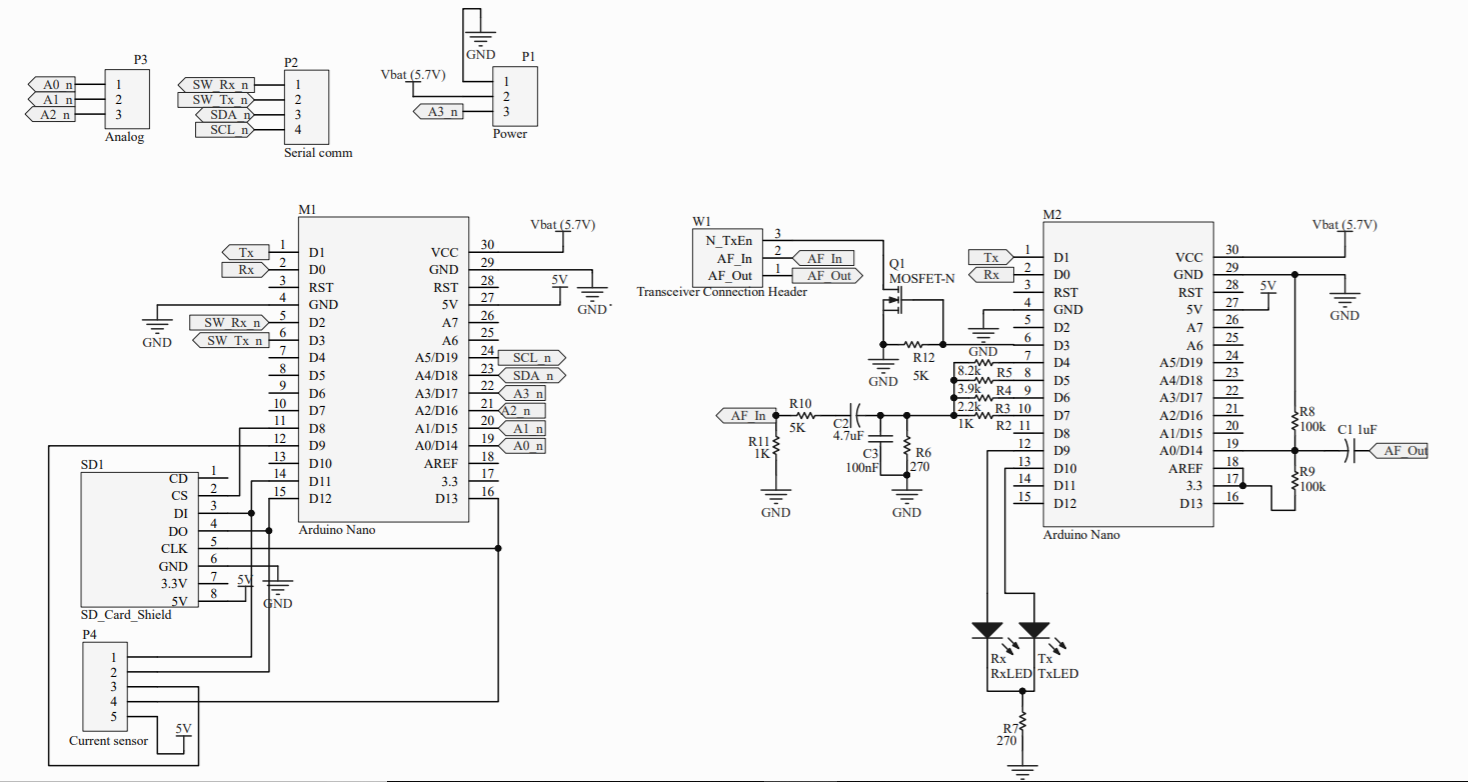 GND
P3
P2
P1
A0_n
A1_n
A2_n
1
2
3
Analog
SW_Rx_n
SW_Tx_n
SDA_n
SCL_n
1
2
3
4
Serial comm
Vbat (5.7V)
A3_n
1
2
3
Power
M1
Tx
Rx
GND
SW_Rx_n
SW_Tx_n
1 D1 VCC 30
2 D0 GND 29
3 RST RST 28
4 GND 5V 27
5 D2 A7 26
6 D3 A6 25
7 D4 A5/D19 24
8 D5 A4/D18 23
9 D6 A3/D17 22
10 D7 A2/D16 21
11 D8 A1/D15 20
12 D9 A0/D14 19
13 D10 AREF 18
14 D11 3.3 17
15 D12 D13 16
Arduino Nano
Vbat (5.7V)
5V
GND
SCL_n
SDA_n
A3_n
A2_n
A1_n
A0_n
SD1
CD 1
CS 2
DI 3
DO 4
CLK 5
GND 6
3.3V 7
5V 8
5V
GND
SD_Card_Shield
P4
1
2
3
4
5
5V
Current sensor
W1
N_TxEn 3
AF_In 2 AF_In
AF_Out 1 AF_Out
Transceiver Connection Header
Q1
MOSFET-N
R12
5K
GND
GND
8.2k R5
3.9k R4
2.2k R3
1K R2
AF_In
R10
5K
R11
1K
C2
4.7uF
C3
100nF
R6
270
GND
GND
M2
Tx
Rx
1 D1 VCC 30
2 D0 GND 29
3 RST RST 28
4 GND 5V 27
5 D2 A7 26
6 D3 A6 25
7 D4 A5/D19 24
8 D5 A4/D18 23
9 D6 A3/D17 22
10 D7 A2/D16 21
11 D8 A1/D15 20
12 D9 A0/D14 19
13 D10 AREF 18
14 D11 3.3 17
15 D12 D13 16
Arduino Nano
Vbat (5.7V)
5V
GND
R8
100k
C1 1uF
AF_Out
R9
100k
Rx
RxLED
Tx
TxLED
R7
270